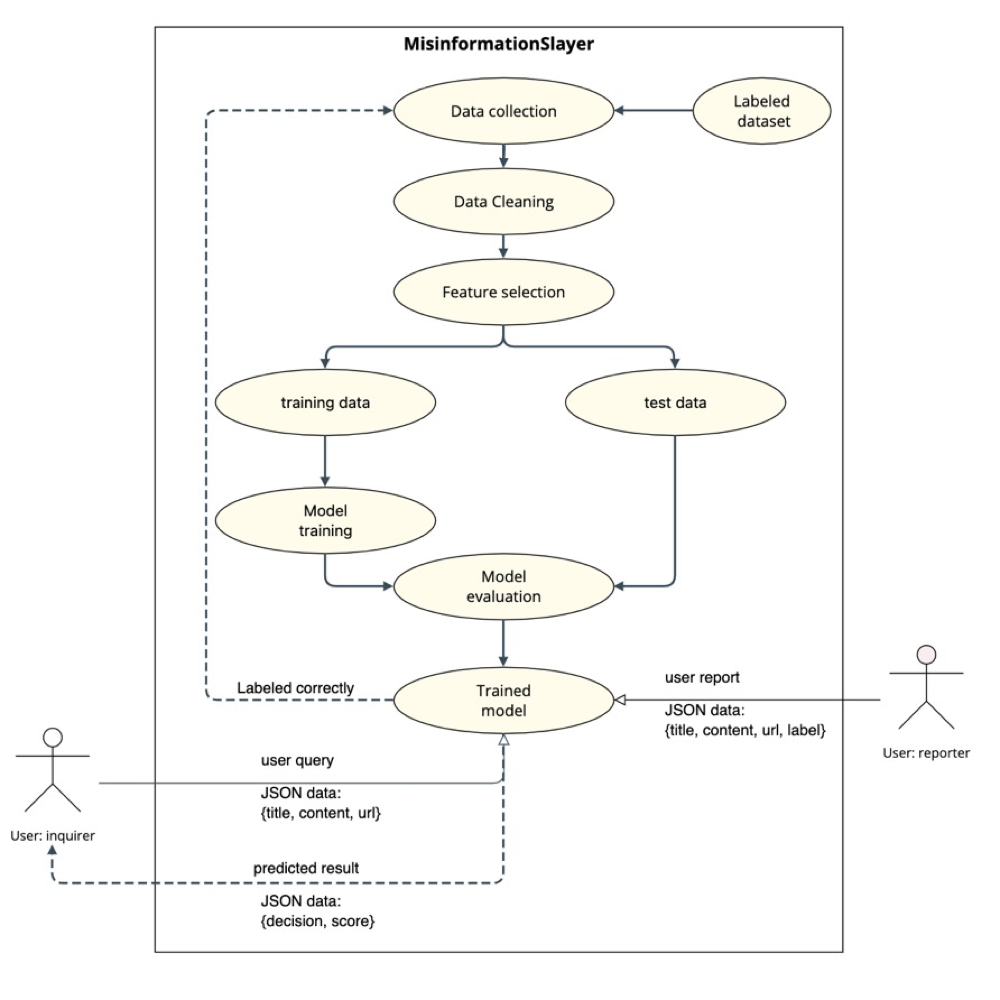 MisinformationSlayer
Data collection
Labeled
dataset
Data Cleaning
Feature selection
training data
test data
Model
training
Model
evaluation
Labeled correctly
Trained
model
user report
JSON data:
{title, content, url, label}
User: reporter
user query
JSON data:
{title, content, url}
User: inquirer
predicted result
JSON data:
{decision, score}